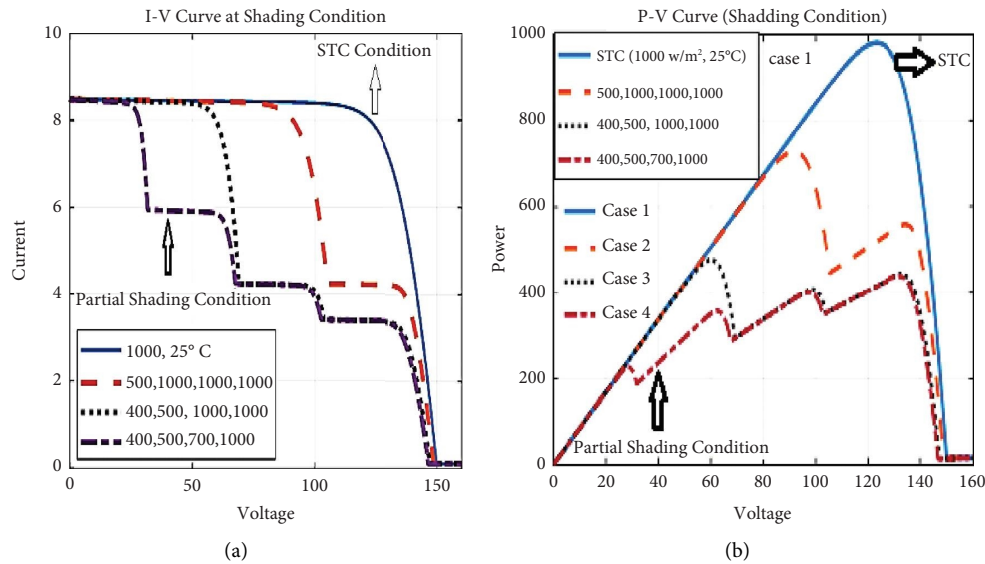 I-V Curve at Shading Condition
10
8
6
4
2
0
Current
STC Condition
Partial Shading Condition
1000, 25° C
500,1000,1000,1000
400,500, 1000,1000
400,500,700,1000
0
50
100
150
Voltage
(a)
P-V Curve (Shadding Condition)
1000
800
600
400
200
0
Power
STC (1000 w/m², 25°C)
500,1000,1000,1000
400,500, 1000,1000
400,500,700,1000
case 1
STC
Case 1
Case 2
Case 3
Case 4
Partial Shading Condition
0
20
40
60
80
100
120
140
160
Voltage
(b)